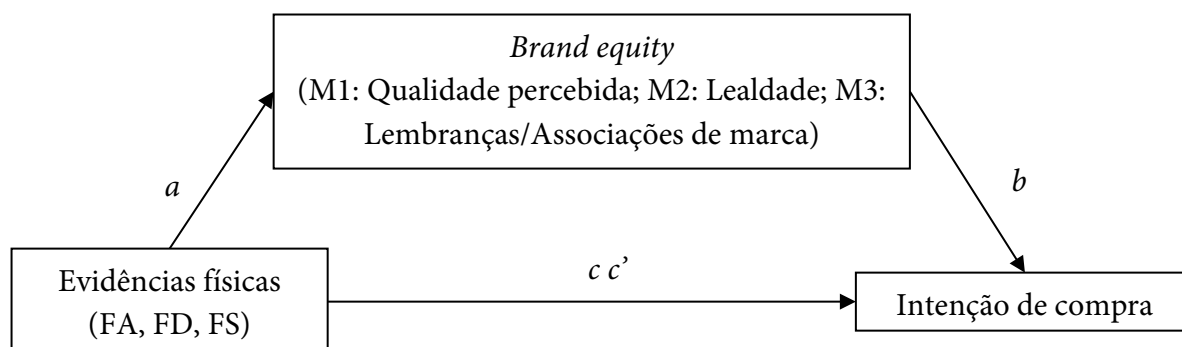 Brand equity
(M1: Qualidade percebida; M2: Lealdade; M3:
Lembranças/Associações de marca)
a
b
c c’
Evidências físicas
(FA, FD, FS)
Intenção de compra